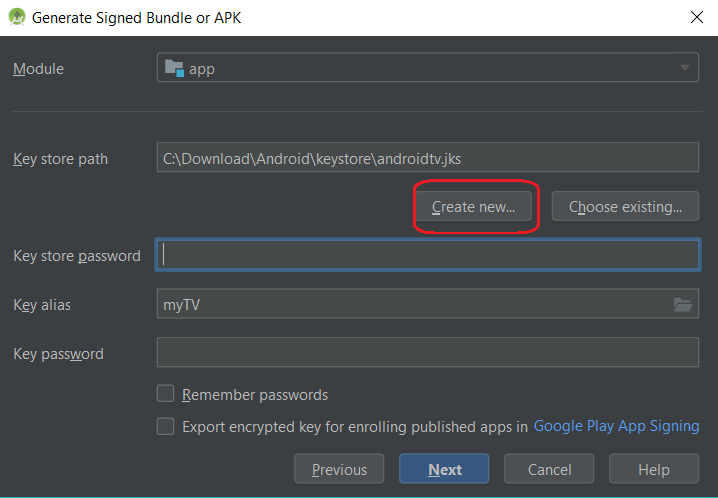 Generate Signed Bundle or APK
Module app
Key store path C:\Download\Android\keystore\androidtv.jks
Create new... Choose existing...
Key store password
Key alias myTV
Key password
Remember passwords
Export encrypted key for enrolling published apps in Google Play App Signing
Previous Next Cancel Help